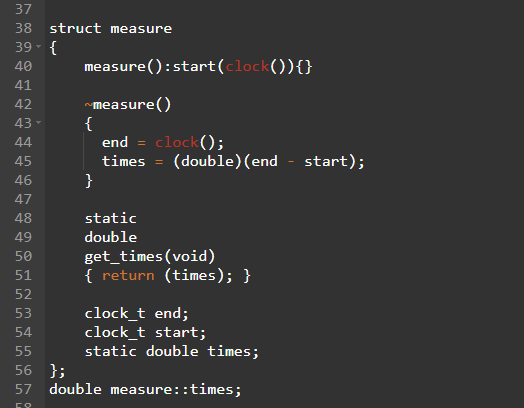 37
38 struct measure
39 {
40     measure():start(clock()){}
41
42     ~measure()
43     {
44       end = clock();
45       times = (double)(end - start);
46     }
47
48     static
49     double
50     get_times(void)
51     { return (times); }
52
53     clock_t end;
54     clock_t start;
55     static double times;
56 };
57 double measure::times;
58